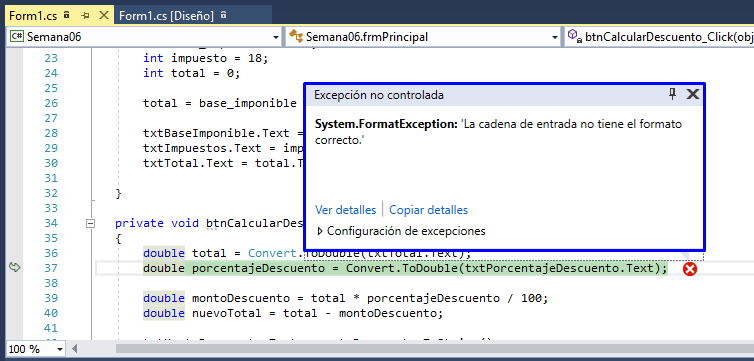 Form1.cs Form1.cs [Diseño]
C# Semana06 Semana06.frmPrincipal btnCalcularDescuento_Click(obj
23 int impuesto = 18;
24 int total = 0;
25
26 total = base_imponible
27
28 txtBaseImponible.Text =
29 txtImpuestos.Text = imp
30 txtTotal.Text = total.T
31
32 }
33
34 private void btnCalcularDes
35 {
36 double total = Convert.ToDouble(txtTotal.Text);
37 double porcentajeDescuento = Convert.ToDouble(txtPorcentajeDescuento.Text);
38
39 double montoDescuento = total * porcentajeDescuento / 100;
40 double nuevoTotal = total - montoDescuento;
41
Excepción no controlada
System.FormatException: 'La cadena de entrada no tiene el formato
correcto.'
Ver detalles Copiar detalles
Configuración de excepciones
100 %